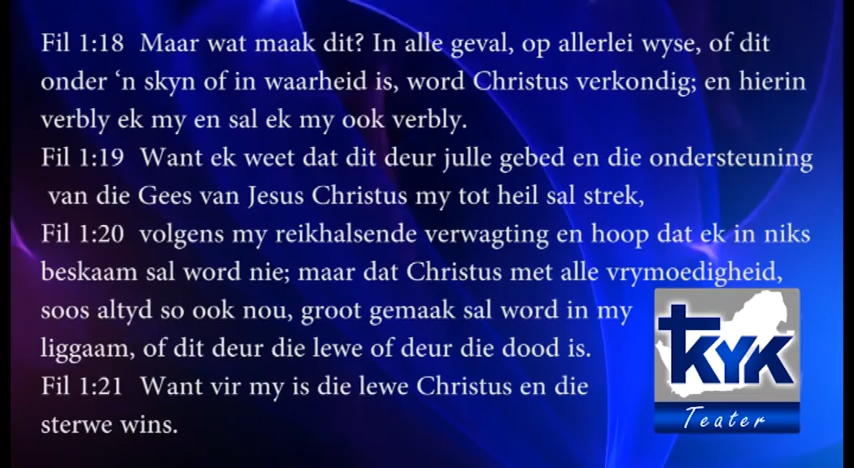 Fil 1:18  Maar wat maak dit? In alle geval, op allerlei wyse, of dit
onder ‘n skyn of in waarheid is, word Christus verkondig; en hierin
verbly ek my en sal ek my ook verbly.
Fil 1:19  Want ek weet dat dit deur julle gebed en die ondersteuning
van die Gees van Jesus Christus my tot heil sal strek,
Fil 1:20  volgens my reikhalsende verwagting en hoop dat ek in niks
beskaam sal word nie; maar dat Christus met alle vrymoedigheid,
soos altyd so ook nou, groot gemaak sal word in my
liggaam, of dit deur die lewe of deur die dood is.
Fil 1:21  Want vir my is die lewe Christus en die
sterwe wins.
KYK
Teater